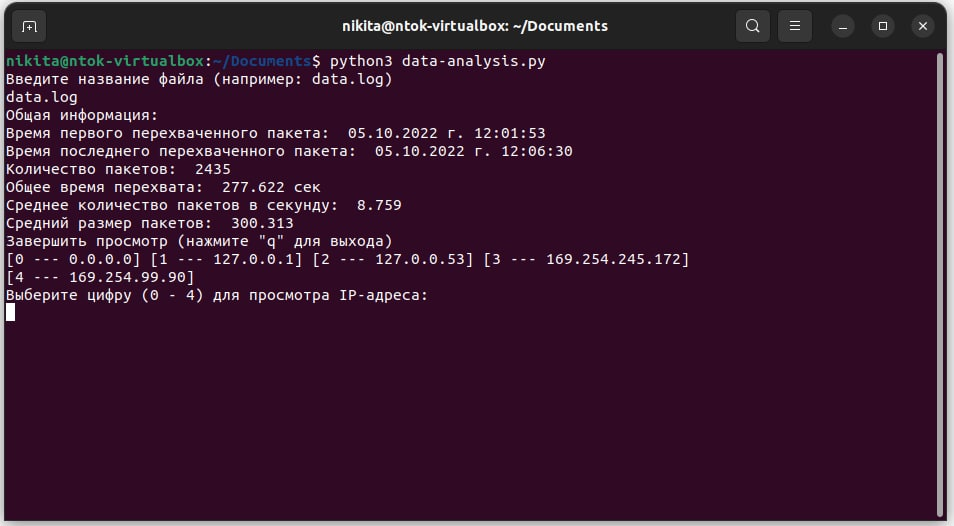 nikita@ntok-virtualbox: ~/Documents
nikita@ntok-virtualbox:~/Documents$ python3 data-analysis.py
Введите название файла (например: data.log)
data.log
Общая информация:
Время первого перехваченного пакета:  05.10.2022 г. 12:01:53
Время последнего перехваченного пакета:  05.10.2022 г. 12:06:30
Количество пакетов:  2435
Общее время перехвата:  277.622 сек
Среднее количество пакетов в секунду:  8.759
Средний размер пакетов:  300.313
Завершить просмотр (нажмите "q" для выхода)
[0 --- 0.0.0.0] [1 --- 127.0.0.1] [2 --- 127.0.0.53] [3 --- 169.254.245.172]
[4 --- 169.254.99.90]
Выберите цифру (0 - 4) для просмотра IP-адреса: